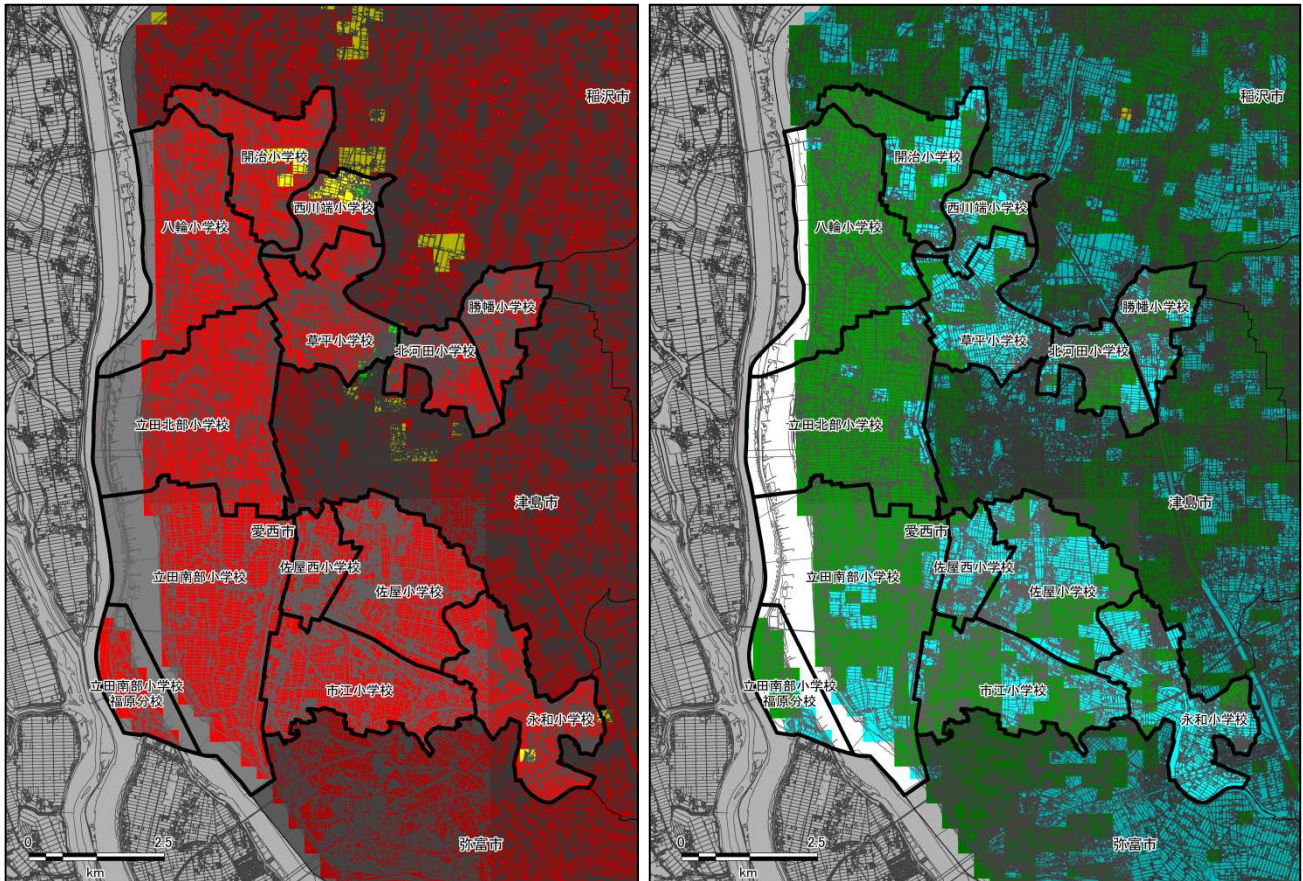 稲沢市
開治小学校
西川端小学校
八輪小学校
勝幡小学校
草平小学校
北河田小学校
立田北部小学校
津島市
愛西市
佐屋西小学校
立田南部小学校
佐屋小学校
立田南部小学校
福原分校
市江小学校
永和小学校
弥富市
0 2.5
km
稲沢市
開治小学校
西川端小学校
八輪小学校
勝幡小学校
草平小学校
北河田小学校
立田北部小学校
津島市
愛西市
佐屋西小学校
立田南部小学校
佐屋小学校
立田南部小学校
福原分校
市江小学校
永和小学校
弥富市
0 2.5
km